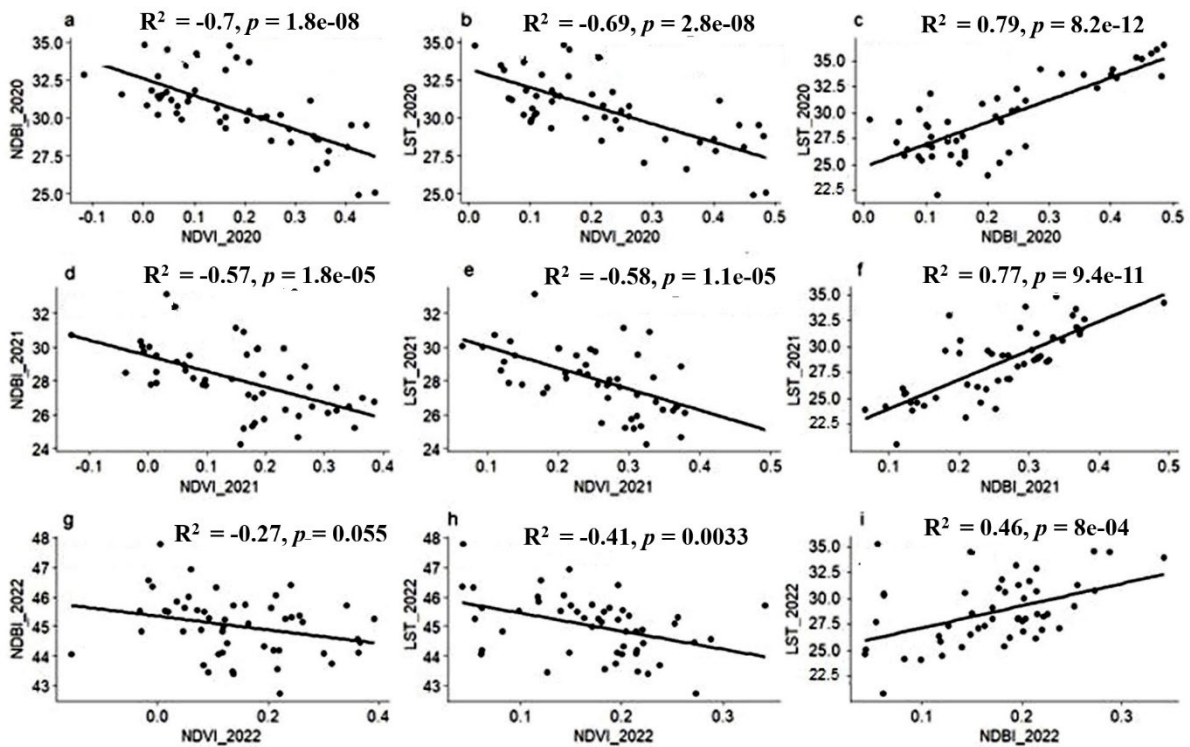 a R² = -0.7, p = 1.8e-08
NDBI_2020
35.0
32.5
30.0
27.5
25.0
-0.1 0.0 0.1 0.2 0.3 0.4
NDVI_2020
b R² = -0.69, p = 2.8e-08
LST_2020
35.0
32.5
30.0
27.5
25.0
0.0 0.1 0.2 0.3 0.4 0.5
NDVI_2020
c R² = 0.79, p = 8.2e-12
LST_2020
35.0
32.5
30.0
27.5
25.0
22.5
0.0 0.1 0.2 0.3 0.4 0.5
NDBI_2020
d R² = -0.57, p = 1.8e-05
NDBI_2021
32
30
28
26
24
-0.1 0.0 0.1 0.2 0.3 0.4
NDVI_2021
e R² = -0.58, p = 1.1e-05
LST_2021
32
30
28
26
24
0.1 0.2 0.3 0.4 0.5
NDVI_2021
f R² = 0.77, p = 9.4e-11
LST_2021
35.0
32.5
30.0
27.5
25.0
22.5
0.1 0.2 0.3 0.4 0.5
NDBI_2021
g R² = -0.27, p = 0.055
NDBI_2022
48
47
46
45
44
43
0.0 0.2 0.4
NDVI_2022
h R² = -0.41, p = 0.0033
LST_2022
48
47
46
45
44
43
0.1 0.2 0.3
NDVI_2022
i R² = 0.46, p = 8e-04
LST_2022
35.0
32.5
30.0
27.5
25.0
22.5
0.1 0.2 0.3
NDBI_2022